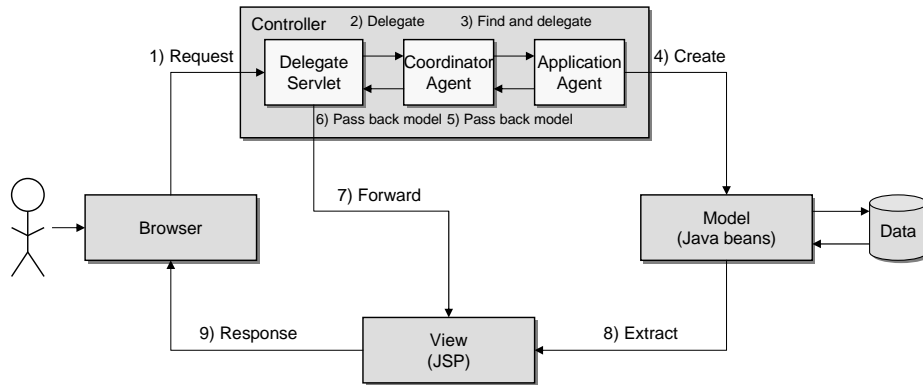 Controller
2) Delegate
3) Find and delegate
1) Request
Delegate
Servlet
Coordinator
Agent
Application
Agent
4) Create
6) Pass back model
5) Pass back model
7) Forward
Browser
Model
(Java beans)
Data
9) Response
View
(JSP)
8) Extract